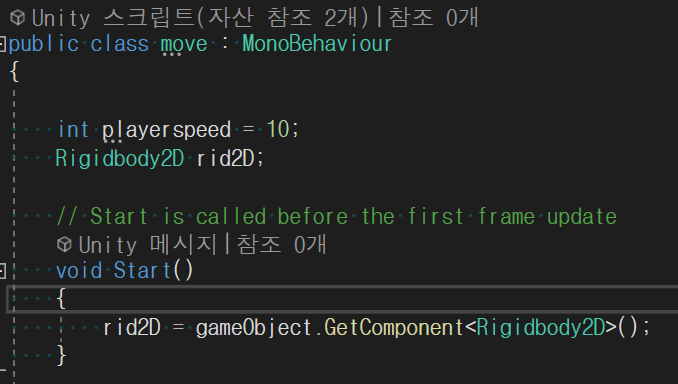 Unity 스크립트(자산 참조 2개)|참조 0개
public class move : MonoBehaviour
{
int playerspeed = 10;
Rigidbody2D rid2D;
// Start is called before the first frame update
Unity 메시지|참조 0개
void Start()
{
rid2D = gameObject.GetComponent<Rigidbody2D>();
}